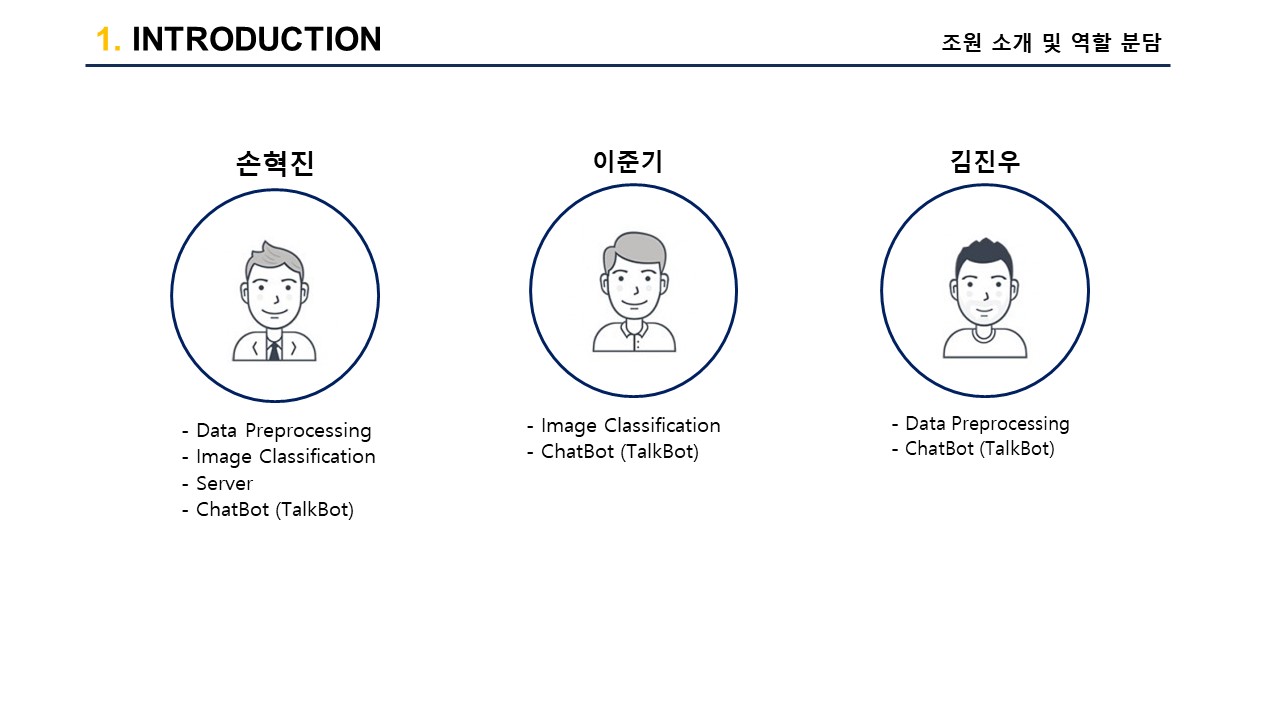 1. INTRODUCTION
조원 소개 및 역할 분담
손혁진
- Data Preprocessing
- Image Classification
- Server
- ChatBot (TalkBot)
이준기
- Image Classification
- ChatBot (TalkBot)
김진우
- Data Preprocessing
- ChatBot (TalkBot)